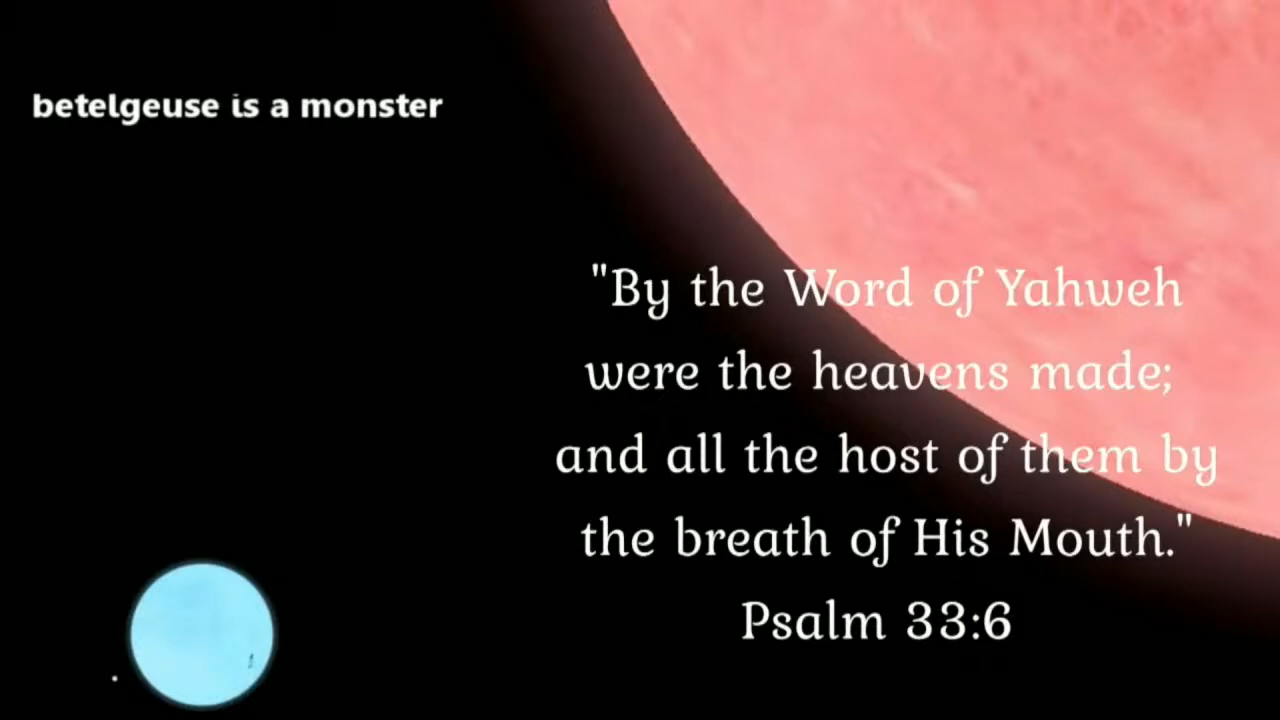 betelgeuse is a monster
"By the Word of Yahweh
were the heavens made;
and all the host of them by
the breath of His Mouth."
Psalm 33:6